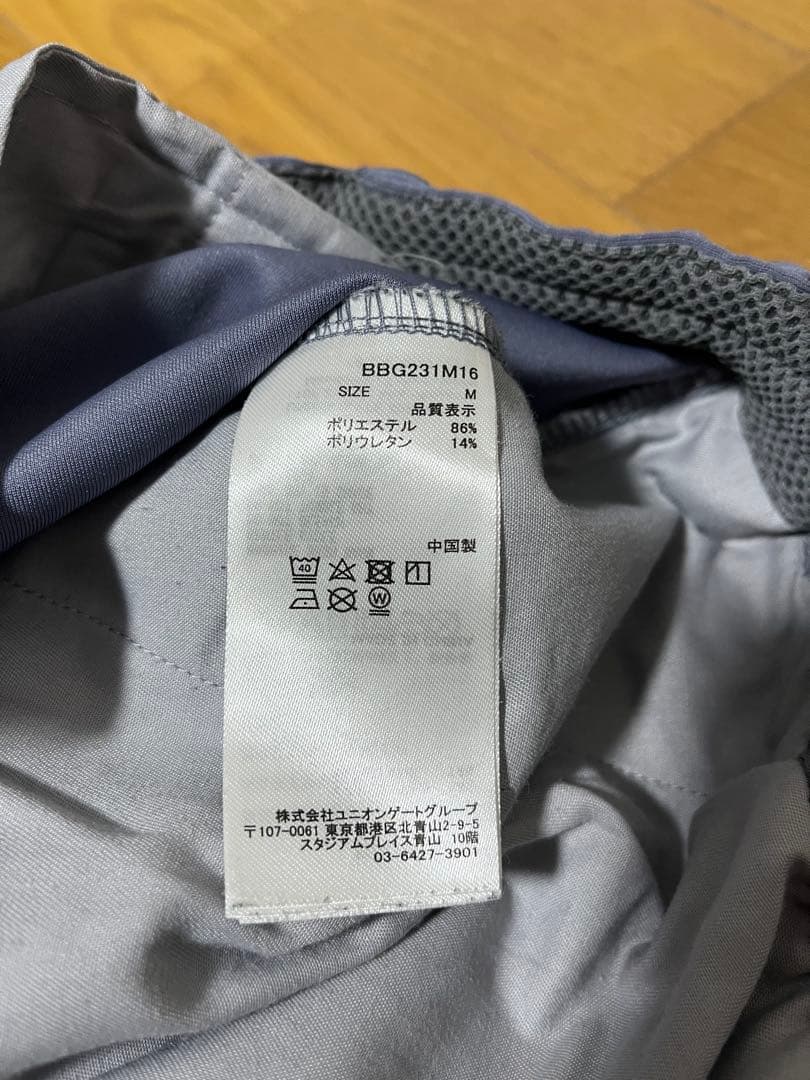 BBG231M16
SIZE M
品質表示
ポリエステル 86%
ポリウレタン 14%
中国製
40
W
株式会社ユニオンゲートグループ
〒107-0061 東京都港区北青山2-9-5
スタジアムプレイス青山 10階
03-6427-3901